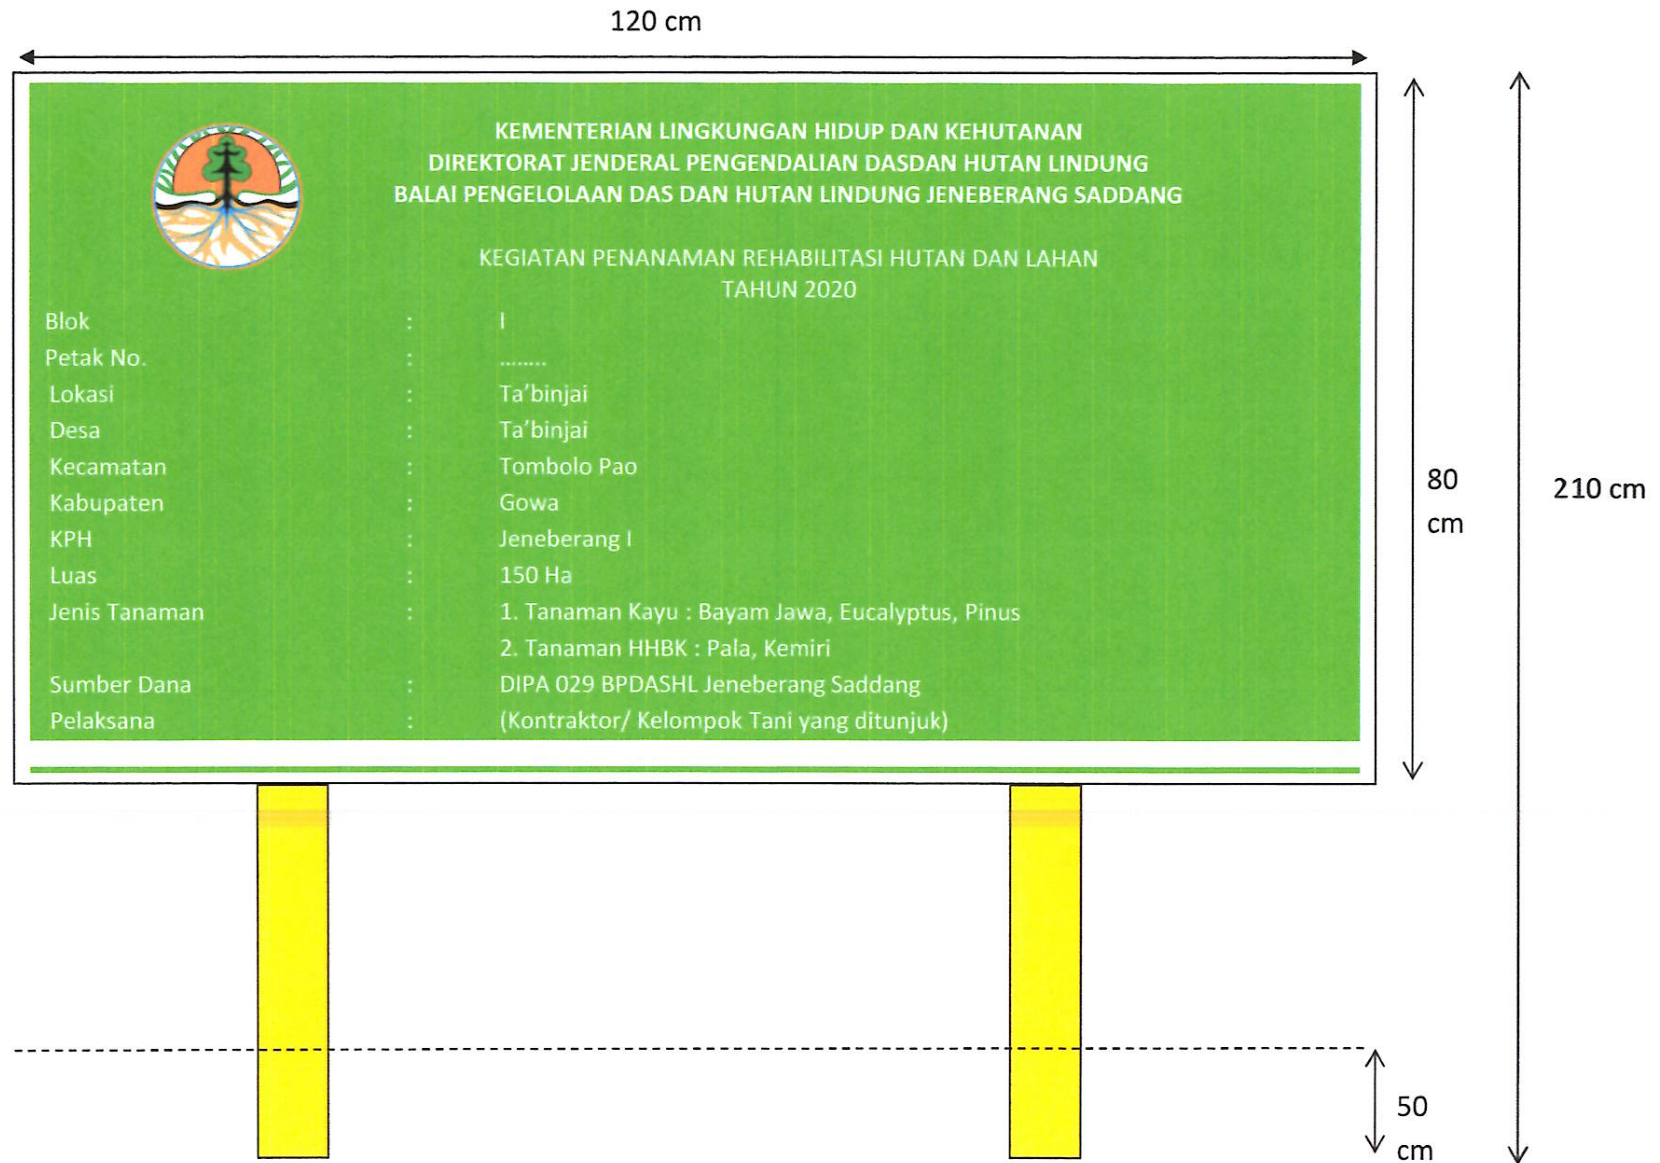 120 cm
KEMENTERIAN LINGKUNGAN HIDUP DAN KEHUTANAN
DIREKTORAT JENDERAL PENGENDALIAN DASDAN HUTAN LINDUNG
BALAI PENGELOLAAN DAS DAN HUTAN LINDUNG JENEBERANG SADDANG
KEGIATAN PENANAMAN REHABILITASI HUTAN DAN LAHAN
TAHUN 2020
Blok : I
Petak No. : ........
Lokasi : Ta'binjai
Desa : Ta'binjai
Kecamatan : Tombolo Pao
Kabupaten : Gowa
KPH : Jeneberang I
Luas : 150 Ha
Jenis Tanaman : 1. Tanaman Kayu : Bayam Jawa, Eucalyptus, Pinus
2. Tanaman HHBK : Pala, Kemiri
Sumber Dana : DIPA 029 BPDASHL Jeneberang Saddang
Pelaksana : (Kontraktor/ Kelompok Tani yang ditunjuk)
80
cm
210 cm
50
cm